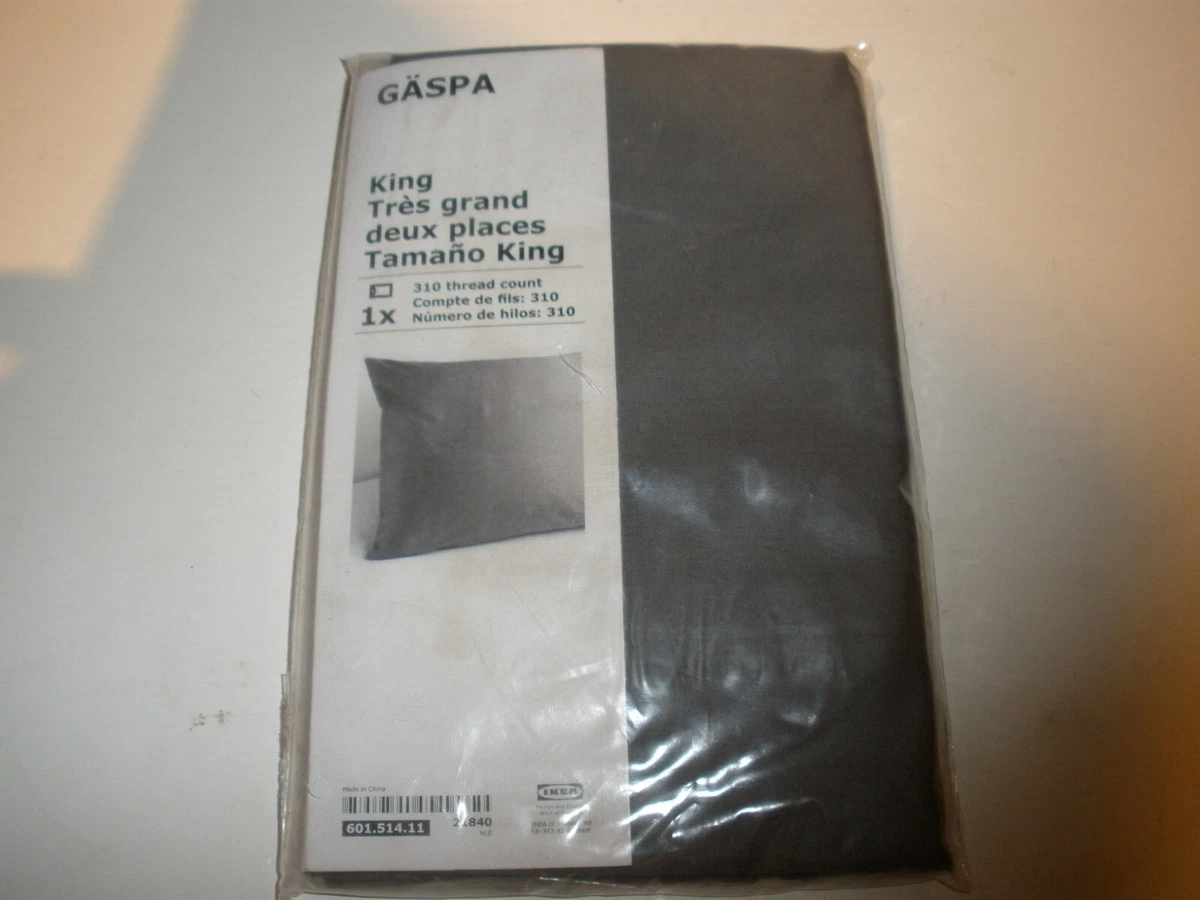 GÄSPA
King
Très grand
deux places
Tamaño King
310 thread count
Compte de fils: 310
1x Número de hilos: 310
Made in China
601.514.11
21840
IKEA